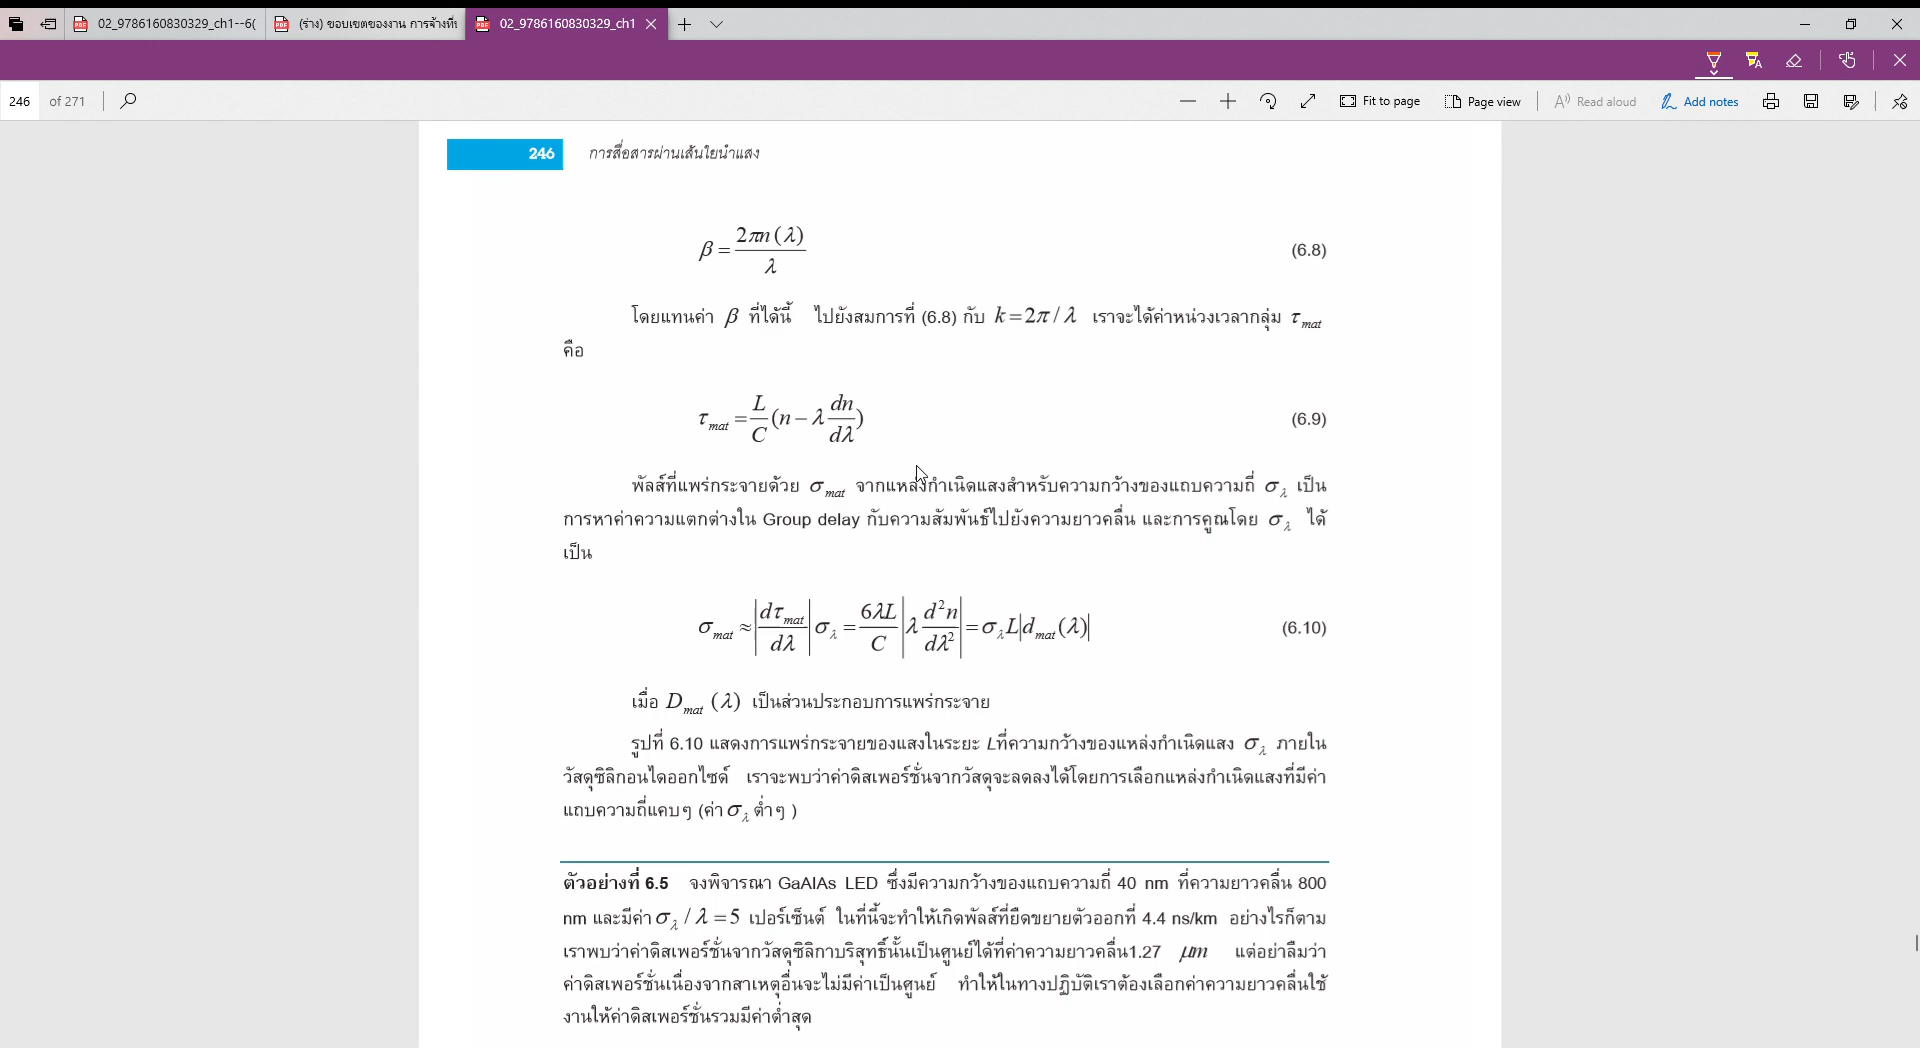 02_9786160830329_ch1--6(
(ร่าง) ขอบเขตของงาน การจ้างที่ป
02_9786160830329_ch1
246 of 271
Fit to page
Page view
Read aloud
Add notes
246 การสื่อสารผ่านเส้นใยนำแสง
β = 2πn(λ) / λ (6.8)
โดยแทนค่า β ที่ได้นี้ ไปยังสมการที่ (6.8) กับ k = 2π / λ เราจะได้ค่าหน่วงเวลากลุ่ม τ_mat
คือ
τ_mat = L/C (n − λ dn/dλ) (6.9)
พัลส์ที่แพร่กระจายด้วย σ_mat จากแหล่งกำเนิดแสงสำหรับความกว้างของแถบความถี่ σ_λ เป็น
การหาค่าความแตกต่างใน Group delay กับความสัมพันธ์ไปยังความยาวคลื่น และการคูณโดย σ_λ ได้
เป็น
σ_mat ≈ |dτ_mat/dλ| σ_λ = 6λL/C |λ d²n/dλ²| = σ_λ L|d_mat(λ)| (6.10)
เมื่อ D_mat (λ) เป็นส่วนประกอบการแพร่กระจาย
รูปที่ 6.10 แสดงการแพร่กระจายของแสงในระยะ Lที่ความกว้างของแหล่งกำเนิดแสง σ_λ ภายใน
วัสดุซิลิกอนไดออกไซด์ เราจะพบว่าค่าดิสเพอร์ชั่นจากวัสดุจะลดลงได้โดยการเลือกแหล่งกำเนิดแสงที่มีค่า
แถบความถี่แคบๆ (ค่า σ_λ ต่ำๆ )
ตัวอย่างที่ 6.5 จงพิจารณา GaAlAs LED ซึ่งมีความกว้างของแถบความถี่ 40 nm ที่ความยาวคลื่น 800
nm และมีค่า σ_λ / λ = 5 เปอร์เซ็นต์ ในที่นี้จะทำให้เกิดพัลส์ที่ยืดขยายตัวออกที่ 4.4 ns/km อย่างไรก็ตาม
เราพบว่าค่าดิสเพอร์ชั่นจากวัสดุซิลิกาบริสุทธิ์นั้นเป็นศูนย์ได้ที่ค่าความยาวคลื่น1.27 μm แต่อย่าลืมว่า
ค่าดิสเพอร์ชั่นเนื่องจากสาเหตุอื่นจะไม่มีค่าเป็นศูนย์ ทำให้ในทางปฏิบัติเราต้องเลือกค่าความยาวคลื่นใช้
งานให้ค่าดิสเพอร์ชั่นรวมมีค่าต่ำสุด